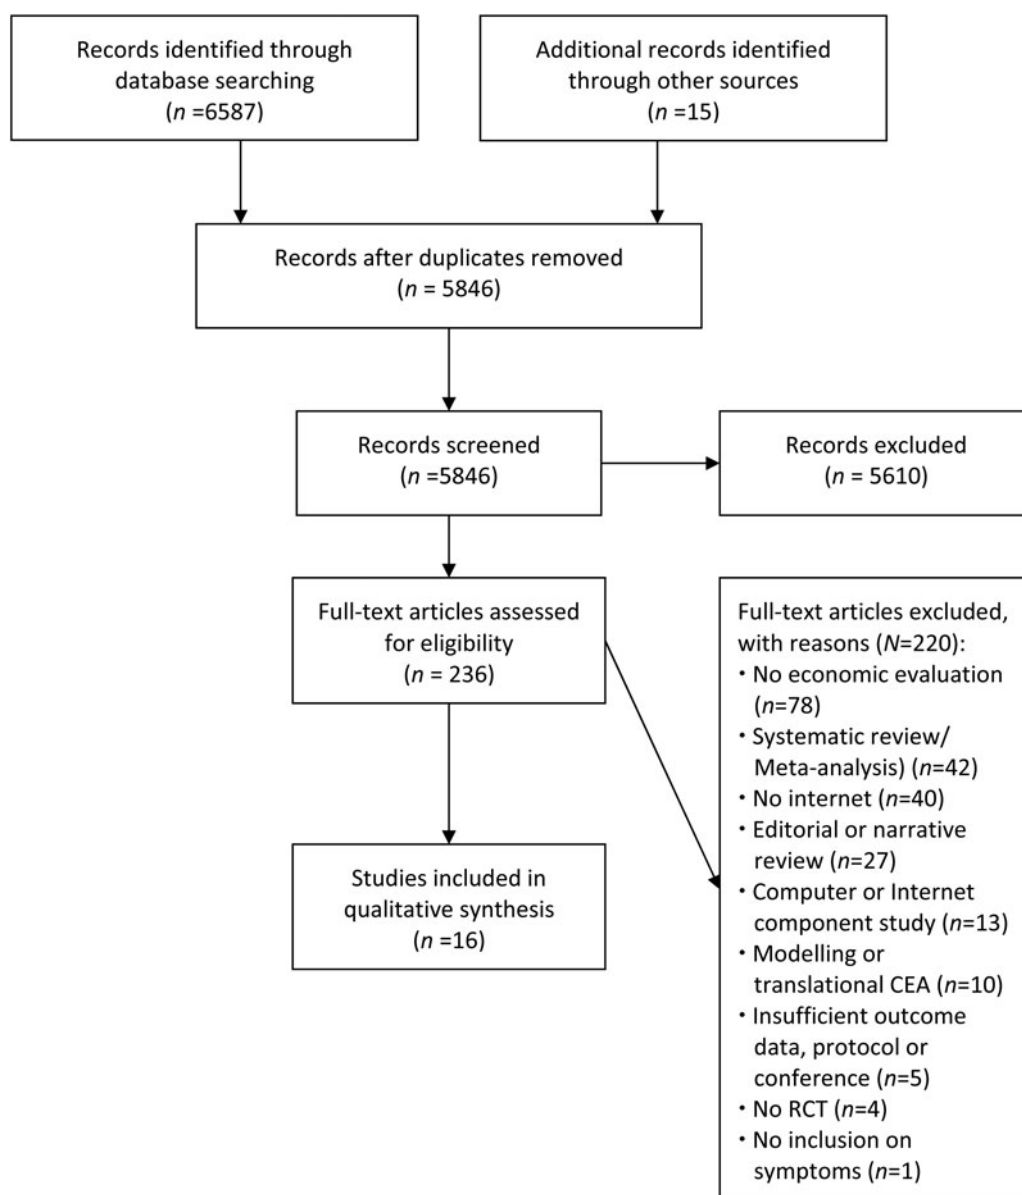 Records identified through
database searching
(n =6587)
Additional records identified
through other sources
(n =15)
Records after duplicates removed
(n = 5846)
Records screened
(n =5846)
Records excluded
(n = 5610)
Full-text articles assessed
for eligibility
(n = 236)
Full-text articles excluded,
with reasons (N=220):
• No economic evaluation
(n=78)
• Systematic review/
Meta-analysis) (n=42)
• No internet (n=40)
• Editorial or narrative
review (n=27)
• Computer or Internet
component study (n=13)
• Modelling or
translational CEA (n=10)
• Insufficient outcome
data, protocol or
conference (n=5)
• No RCT (n=4)
• No inclusion on
symptoms (n=1)
Studies included in
qualitative synthesis
(n =16)